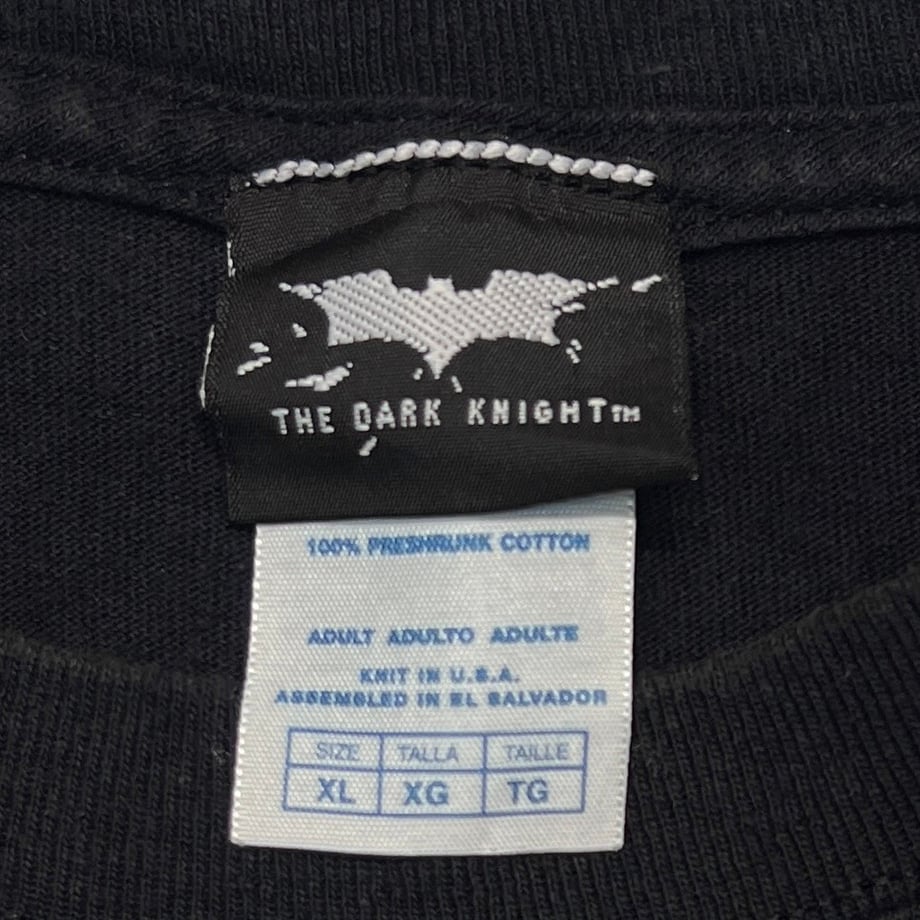 THE DARK KNIGHT™
100% PRESHRUNK COTTON
ADULT ADULTO ADULTE
KNIT IN U.S.A.
ASSEMBLED IN EL SALVADOR
SIZE TALLA TAILLE
XL XG TG